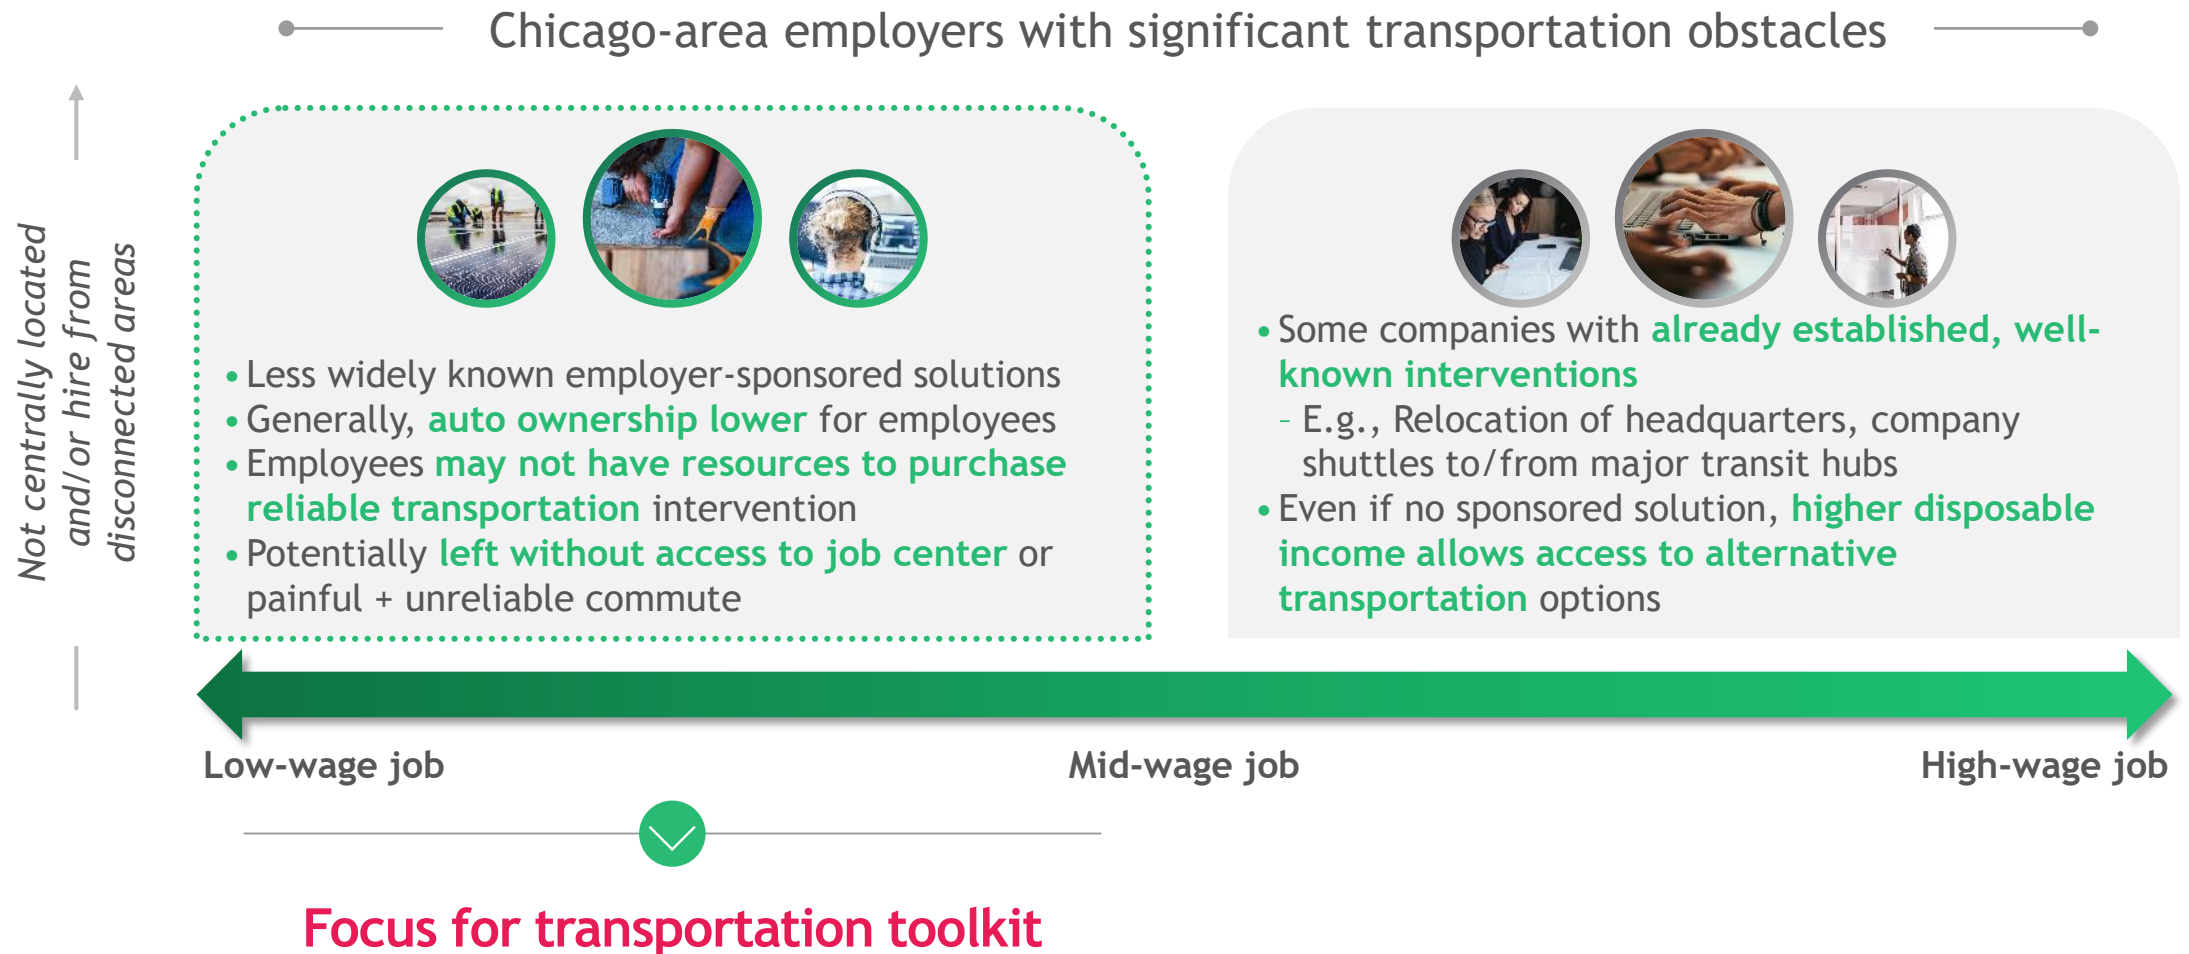 Chicago-area employers with significant transportation obstacles
Not centrally located
and/or hire from
disconnected areas
• Less widely known employer-sponsored solutions
• Generally, auto ownership lower for employees
• Employees may not have resources to purchase
reliable transportation intervention
• Potentially left without access to job center or
painful + unreliable commute
• Some companies with already established, well-
known interventions
– E.g., Relocation of headquarters, company
shuttles to/from major transit hubs
• Even if no sponsored solution, higher disposable
income allows access to alternative
transportation options
Low-wage job
Mid-wage job
High-wage job
Focus for transportation toolkit